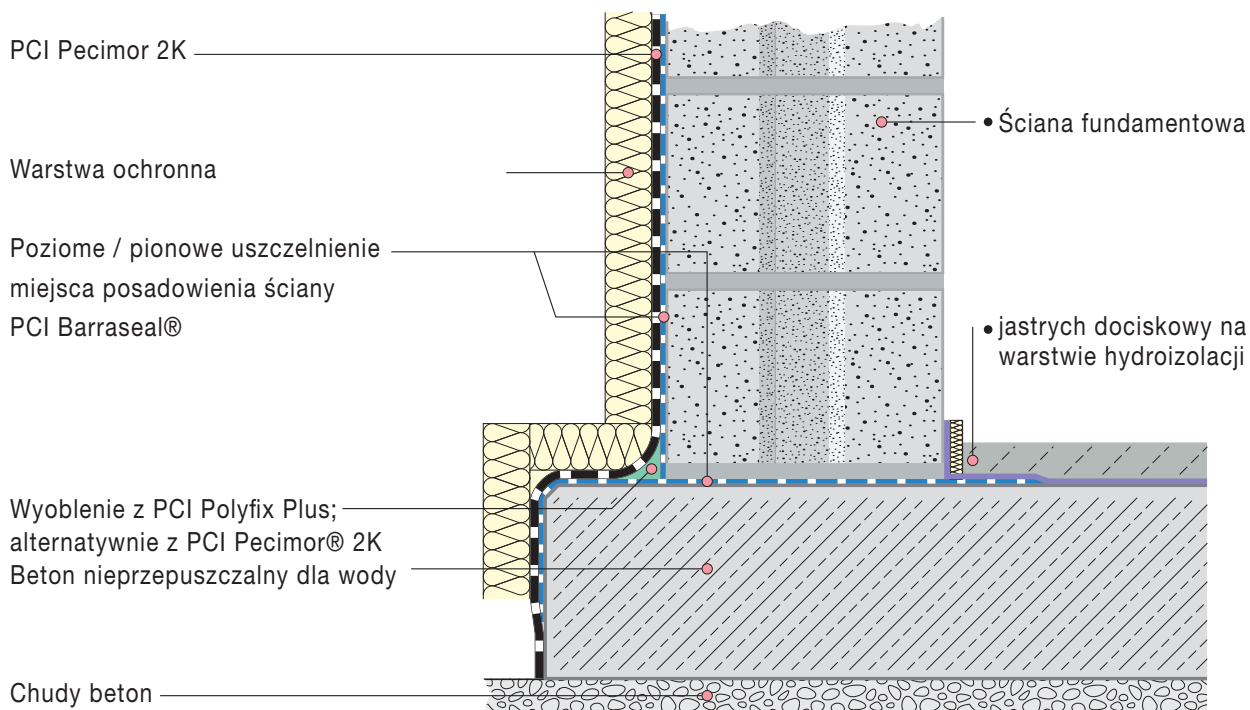 PCI Pecimor 2K
Warstwa ochronna
Poziome / pionowe uszczelnienie
miejsca posadowienia ściany
PCI Barraseal®
Wyoblenie z PCI Polyfix Plus;
alternatywnie z PCI Pecimor® 2K
Beton nieprzepuszczalny dla wody
Chudy beton
• Ściana fundamentowa
• jastrych dociskowy na
warstwie hydroizolacji